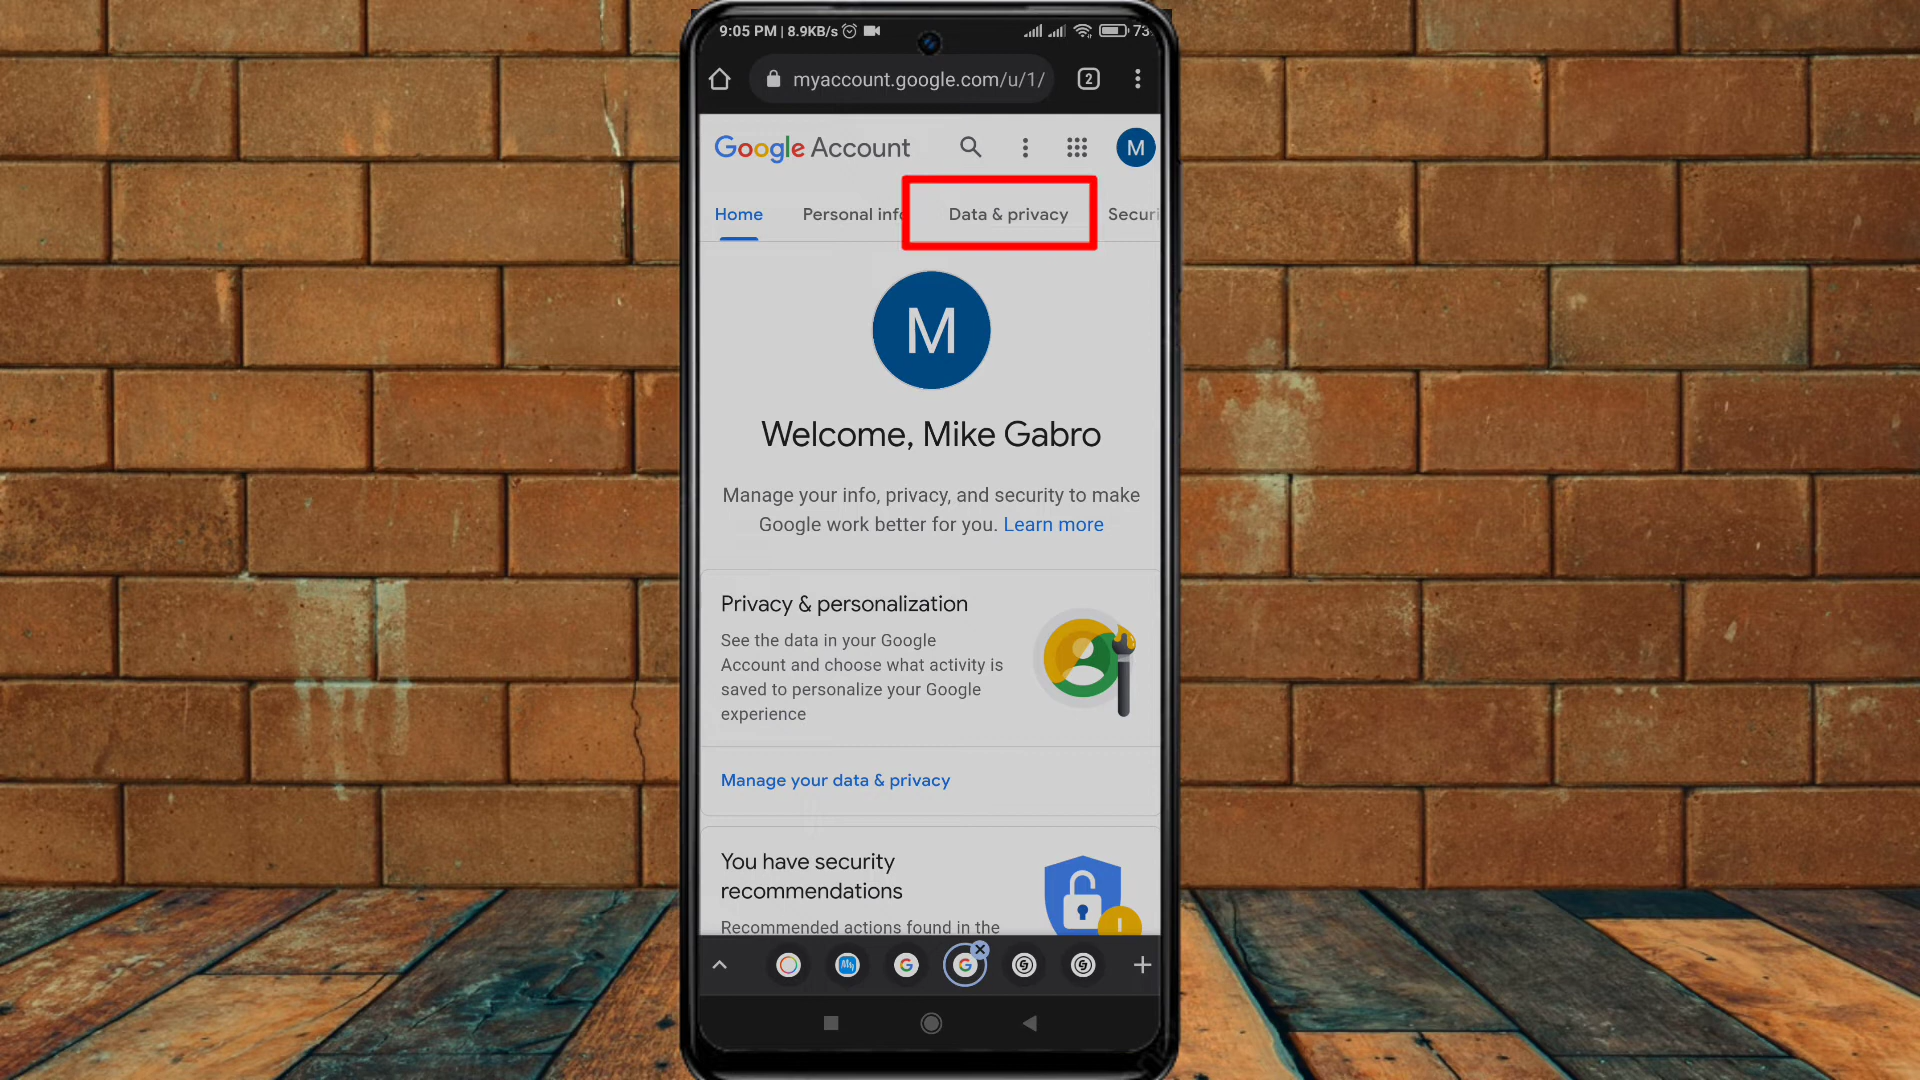 9:05 PM | 8.9KB/s
73
myaccount.google.com/u/1/
2
Google Account
M
Home Personal info Data & privacy Securi
M
Welcome, Mike Gabro
Manage your info, privacy, and security to make
Google work better for you. Learn more
Privacy & personalization
See the data in your Google
Account and choose what activity is
saved to personalize your Google
experience
Manage your data & privacy
You have security
recommendations
Recommended actions found in the